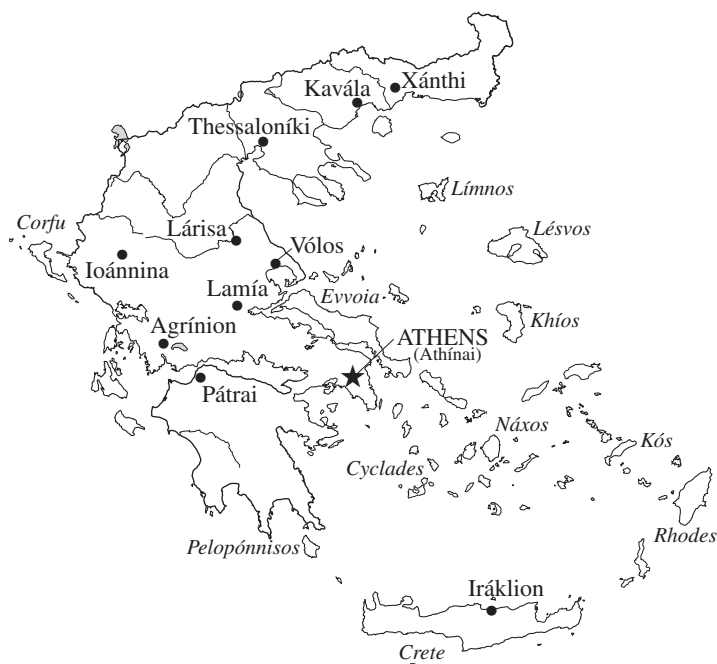 Xánthi
Kavála
Thessaloníki
Límnos
Corfu
Lárisa
Lésvos
Vólos
Ioánnina
Lamía
Evvoia
Khíos
Agrínion
ATHENS
(Athínai)
Pátrai
Náxos
Kós
Cyclades
Rhodes
Pelopónnisos
Iráklion
Crete